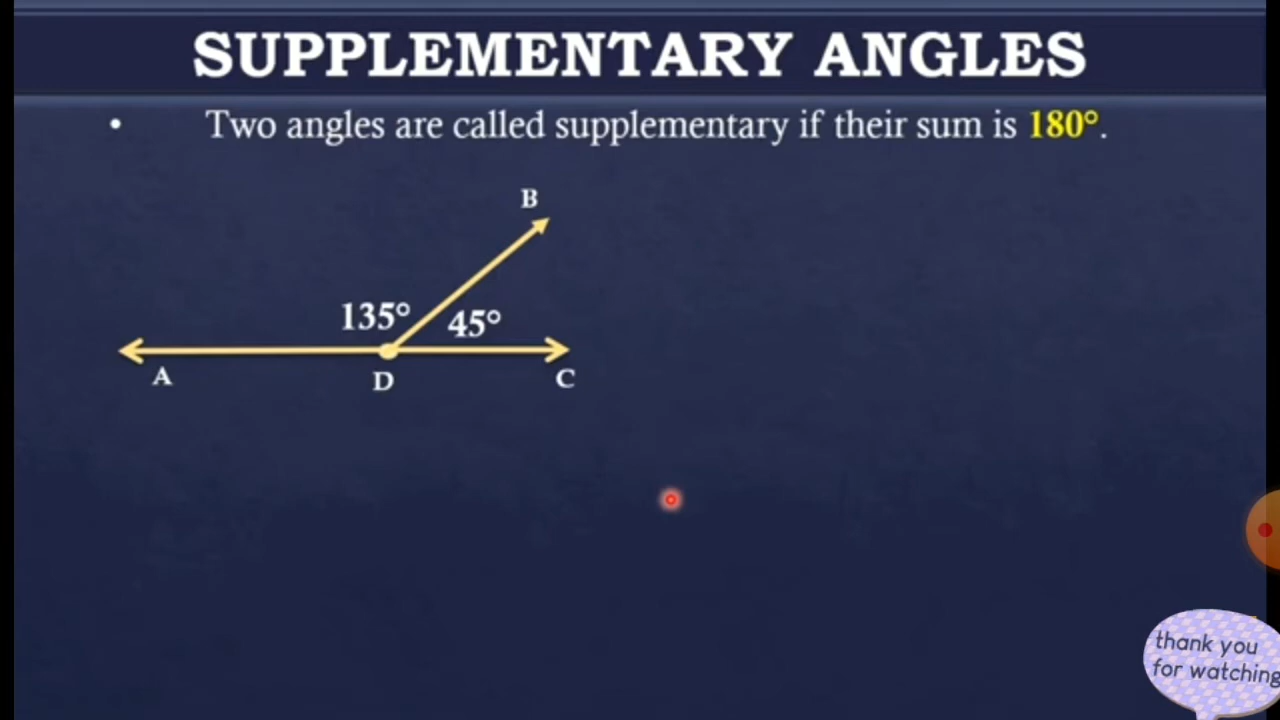 SUPPLEMENTARY ANGLES
• Two angles are called supplementary if their sum is 180°.
B
135° 45°
A D C
thank you
for watching